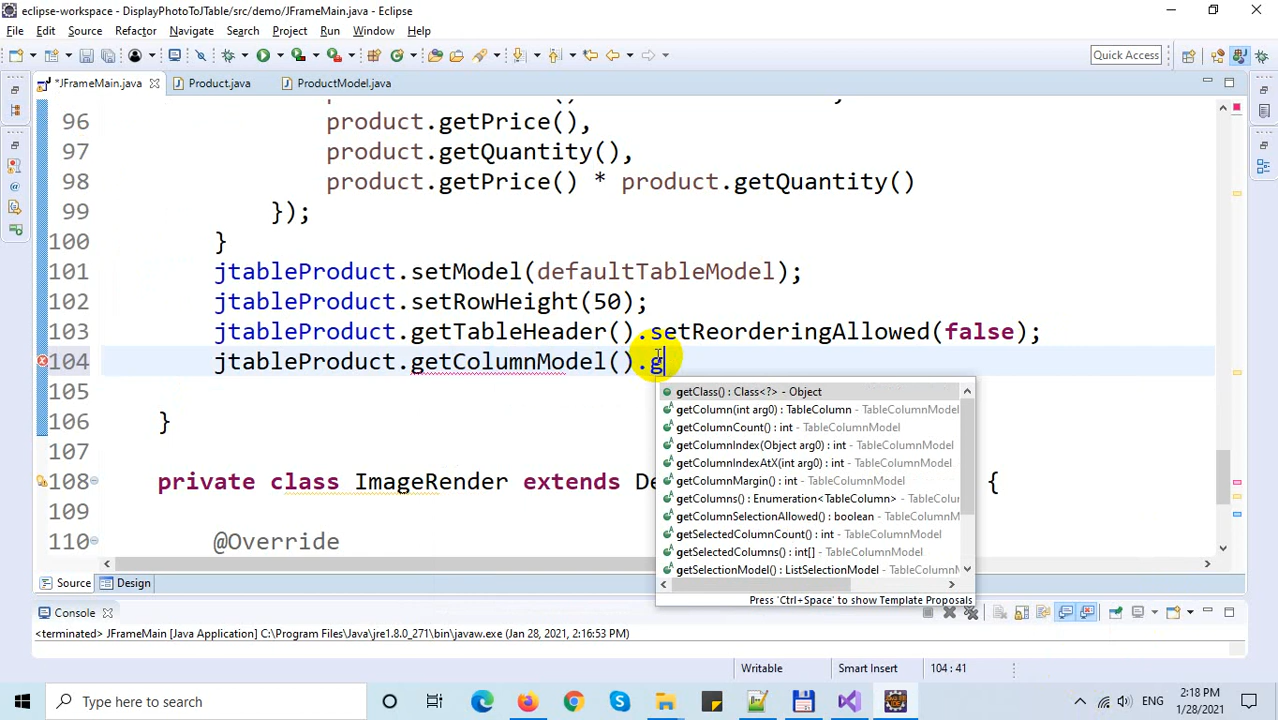 eclipse-workspace - DisplayPhotoToJTable/src/demo/JFrameMain.java - Eclipse
File Edit Source Refactor Navigate Search Project Run Window Help
Quick Access
*JFrameMain.java Product.java ProductModel.java
96 product.getPrice(),
97 product.getQuantity(),
98 product.getPrice() * product.getQuantity()
99 });
100 }
101 jtableProduct.setModel(defaultTableModel);
102 jtableProduct.setRowHeight(50);
103 jtableProduct.getTableHeader().setReorderingAllowed(false);
104 jtableProduct.getColumnModel().g
getClass() : Class<?> - Object
getColumn(int arg0) : TableColumn - TableColumnModel
getColumnCount() : int - TableColumnModel
getColumnIndex(Object arg0) : int - TableColumnModel
getColumnIndexAtX(int arg0) : int - TableColumnModel
getColumnMargin() : int - TableColumnModel
getColumns() : Enumeration<TableColumn> - TableColum
getColumnSelectionAllowed() : boolean - TableColumnM
getSelectedColumnCount() : int - TableColumnModel
getSelectedColumns() : int[] - TableColumnModel
getSelectionModel() : ListSelectionModel - TableColumnM
Press 'Ctrl+Space' to show Template Proposals
105
106 }
107
108 private class ImageRender extends De {
109
110 @Override
Source Design
Console
<terminated> JFrameMain [Java Application] C:\Program Files\Java\jre1.8.0_271\bin\javaw.exe (Jan 28, 2021, 2:16:53 PM)
Writable Smart Insert 104 : 41
Type here to search
ENG
2:18 PM
1/28/2021